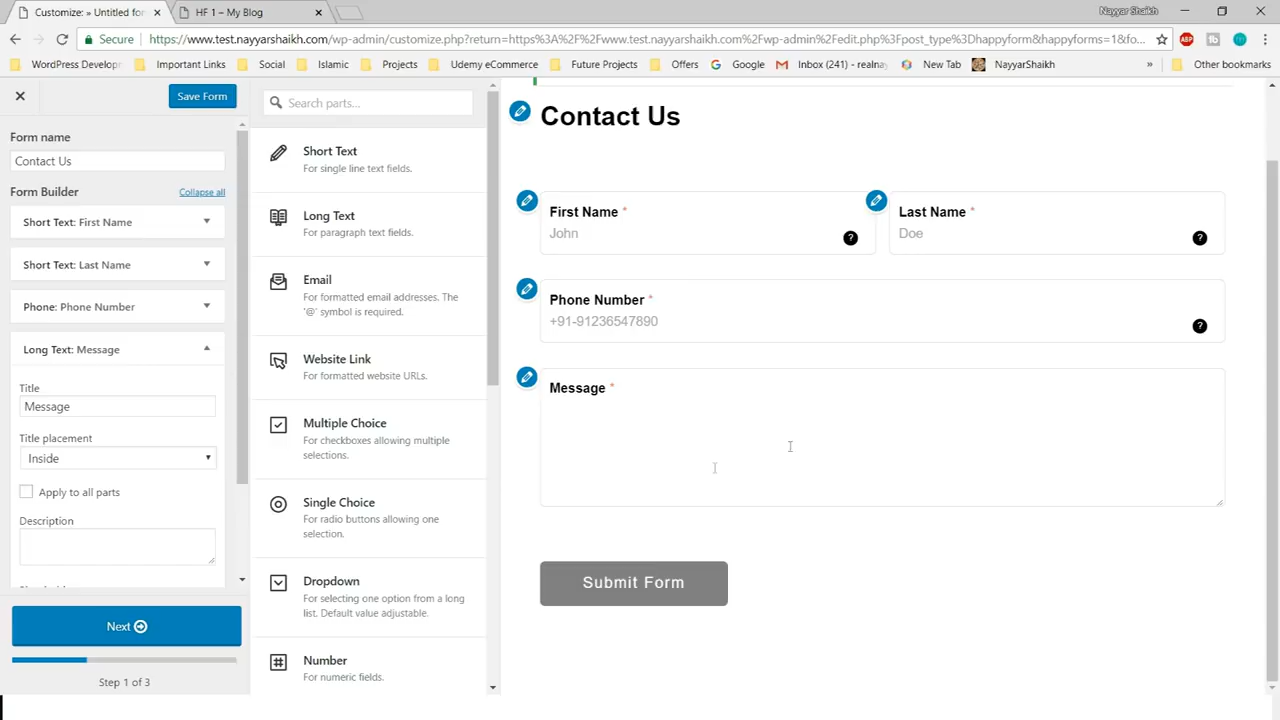 Customize: » Untitled for
HF 1 – My Blog
Nayyar Shaikh
Secure
https://www.test.nayyarshaikh.com/wp-admin/customize.php?return=https%3A%2F%2Fwww.test.nayyarshaikh.com%2Fwp-admin%2Fedit.php%3Fpost_type%3Dhappyform&happyforms=1&fo...
ABP
WordPress Develop
Important Links
Social
Islamic
Projects
Udemy eCommerce
Future Projects
Offers
Google
Inbox (241) - realna
New Tab
NayyarShaikh
»
Other bookmarks
Save Form
Form name
Contact Us
Form Builder
Collapse all
Short Text: First Name
Short Text: Last Name
Phone: Phone Number
Long Text: Message
Title
Message
Title placement
Inside
Apply to all parts
Description
Next
Step 1 of 3
Search parts...
Short Text
For single line text fields.
Long Text
For paragraph text fields.
Email
For formatted email addresses. The
'@' symbol is required.
Website Link
For formatted website URLs.
Multiple Choice
For checkboxes allowing multiple
selections.
Single Choice
For radio buttons allowing one
selection.
Dropdown
For selecting one option from a long
list. Default value adjustable.
Number
For numeric fields.
Contact Us
First Name *
John
?
Last Name *
Doe
?
Phone Number *
+91-91236547890
?
Message *
Submit Form